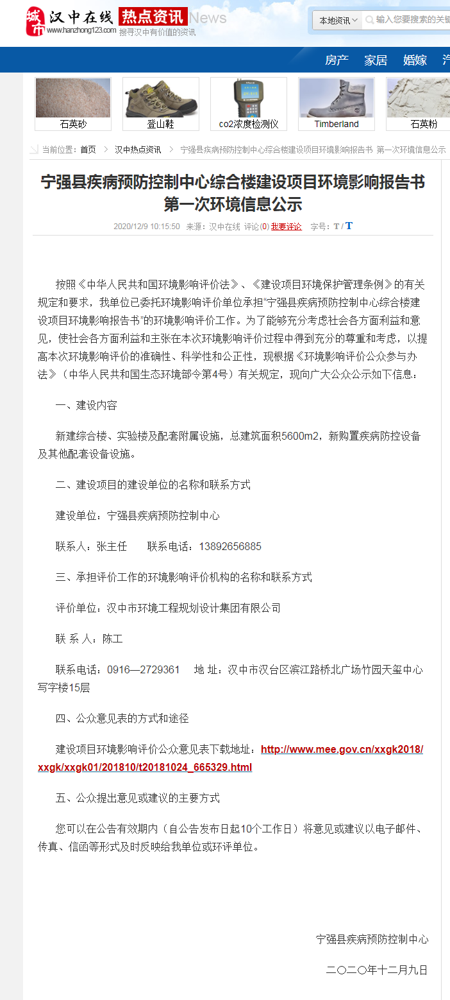 城市 汉中在线 热点资讯 News
www.hanzhong123.com 搜寻汉中有价值的资讯
本地资讯 输入您要搜索的关键
房产 家居 婚嫁
石英砂 登山鞋 co2浓度检测仪 Timberland 石英粉
当前位置：首页 > 汉中热点资讯 > 宁强县疾病预防控制中心综合楼建设项目环境影响报告书 第一次环境信息公示
宁强县疾病预防控制中心综合楼建设项目环境影响报告书
第一次环境信息公示
2020/12/9 10:15:50 来源：汉中在线 评论(0) 我要评论 字号：T / T
按照《中华人民共和国环境影响评价法》、《建设项目环境保护管理条例》的有关
规定和要求，我单位已委托环境影响评价单位承担“宁强县疾病预防控制中心综合楼建
设项目环境影响报告书”的环境影响评价工作。为了能够充分考虑社会各方面利益和意
见，使社会各方面利益和主张在本次环境影响评价过程中得到充分的尊重和考虑，以提
高本次环境影响评价的准确性、科学性和公正性，现根据《环境影响评价公众参与办
法》（中华人民共和国生态环境部令第4号）有关规定，现向广大公众公示如下信息：
一、建设内容
新建综合楼、实验楼及配套附属设施，总建筑面积5600m2，新购置疾病防控设备
及其他配套设备设施。
二、建设项目的建设单位的名称和联系方式
建设单位：宁强县疾病预防控制中心
联系人：张主任 联系电话：13892656885
三、承担评价工作的环境影响评价机构的名称和联系方式
评价单位：汉中市环境工程规划设计集团有限公司
联 系 人：陈工
联系电话：0916—2729361 地 址：汉中市汉台区滨江路桥北广场竹园天玺中心
写字楼15层
四、公众意见表的方式和途径
建设项目环境影响评价公众意见表下载地址：http://www.mee.gov.cn/xxgk2018/
xxgk/xxgk01/201810/t20181024_665329.html
五、公众提出意见或建议的主要方式
您可以在公告有效期内（自公告发布日起10个工作日）将意见或建议以电子邮件、
传真、信函等形式及时反映给我单位或环评单位。
宁强县疾病预防控制中心
二〇二〇年十二月九日